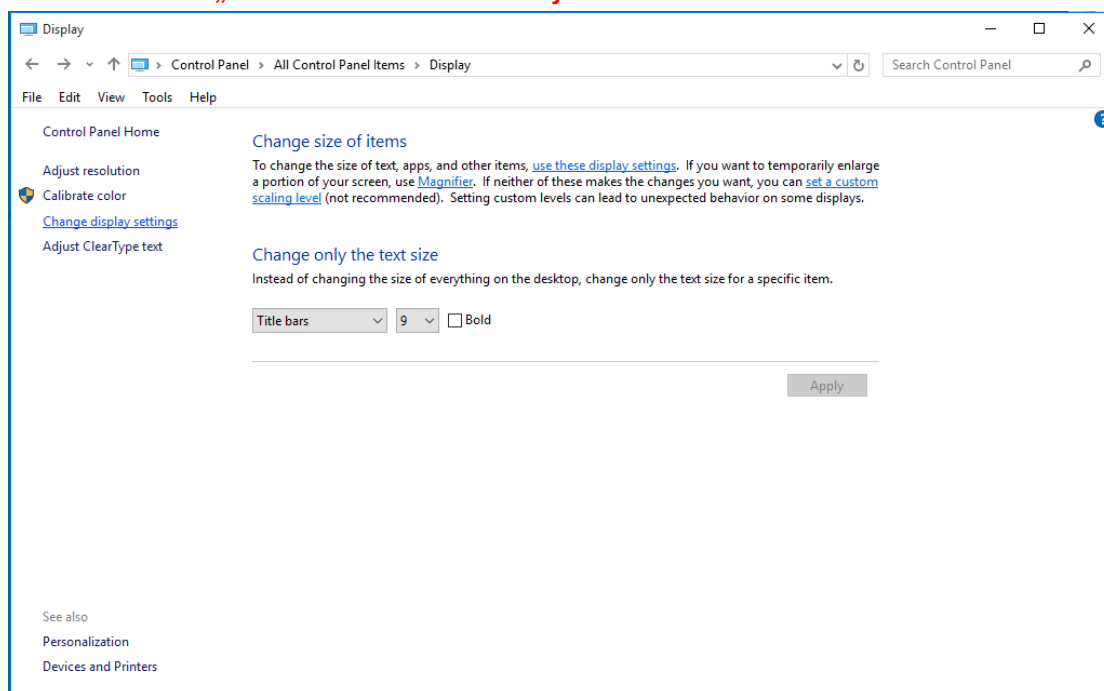 Display
Control Panel > All Control Panel Items > Display
Search Control Panel
File Edit View Tools Help
Control Panel Home
Adjust resolution
Calibrate color
Change display settings
Adjust ClearType text
Change size of items
To change the size of text, apps, and other items, use these display settings. If you want to temporarily enlarge
a portion of your screen, use Magnifier. If neither of these makes the changes you want, you can set a custom
scaling level (not recommended). Setting custom levels can lead to unexpected behavior on some displays.
Change only the text size
Instead of changing the size of everything on the desktop, change only the text size for a specific item.
Title bars 9 Bold
Apply
See also
Personalization
Devices and Printers